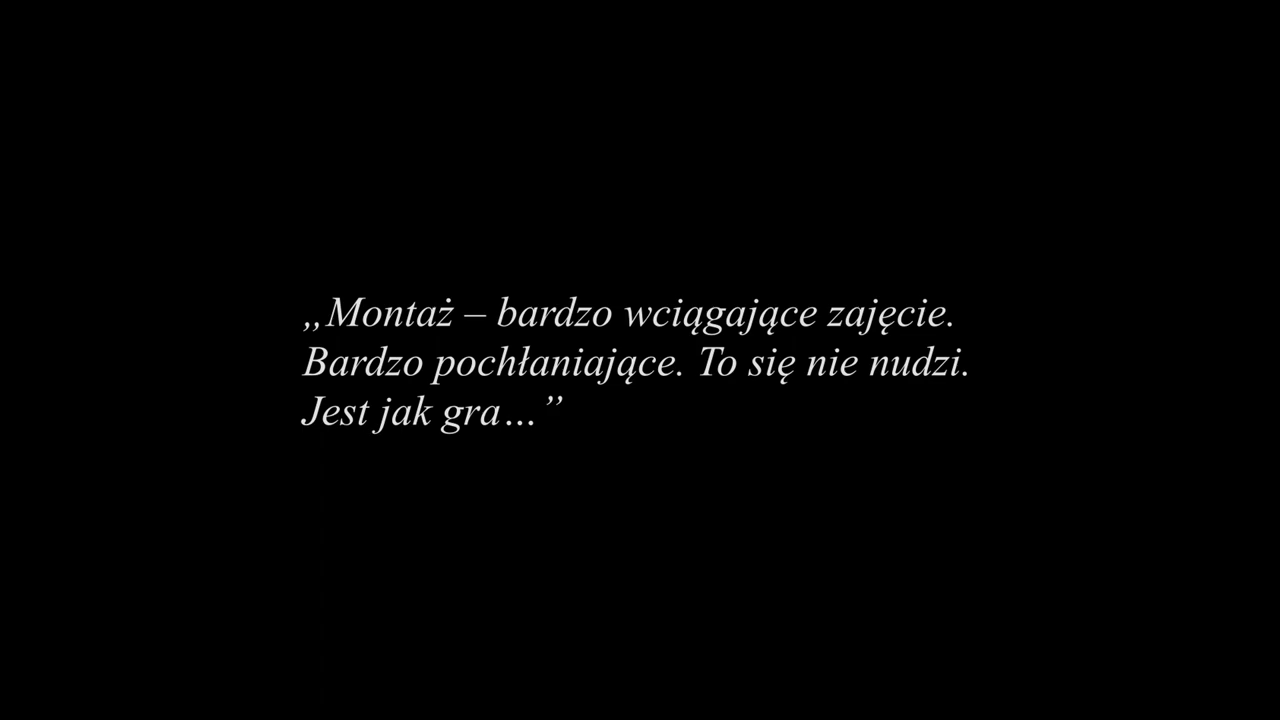 „Montaż – bardzo wciągające zajęcie.
Bardzo pochłaniające. To się nie nudzi.
Jest jak gra…”